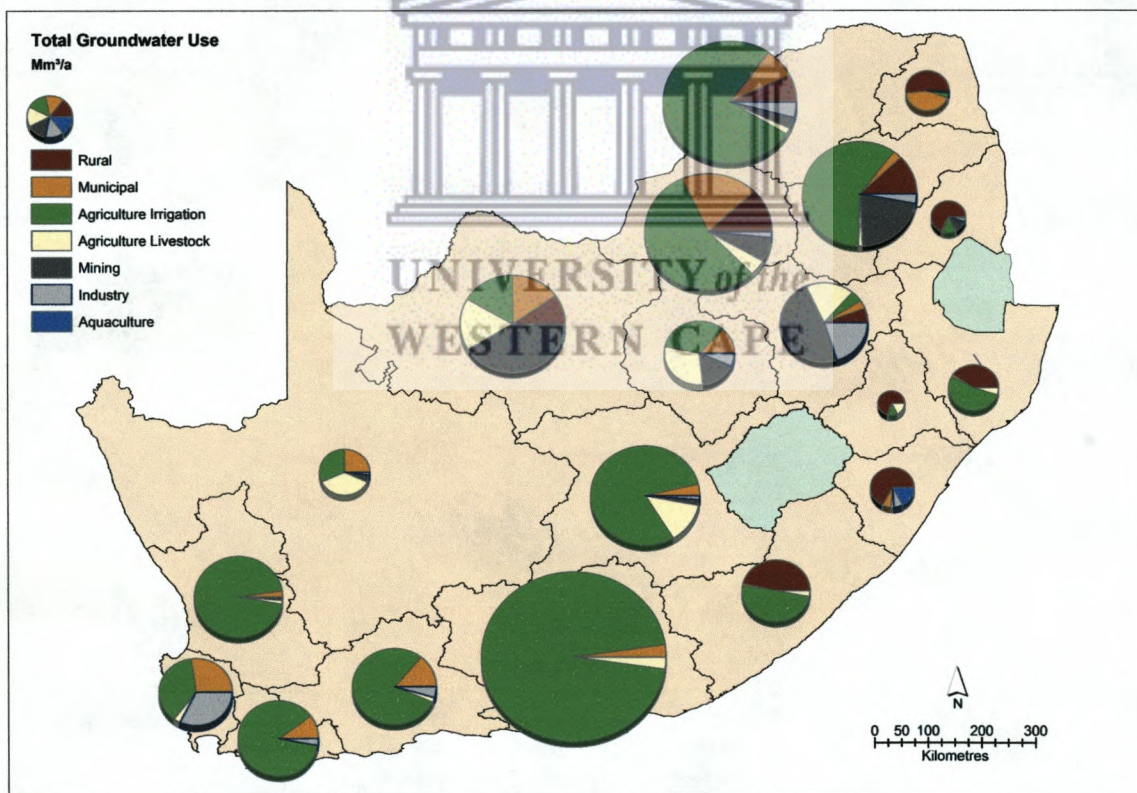 Total Groundwater Use
Mm³/a
Rural
Municipal
Agriculture Irrigation
Agriculture Livestock
Mining
Industry
Aquaculture
UNIVERSITY of the
WESTERN CAPE
N
0 50 100 200 300
Kilometres